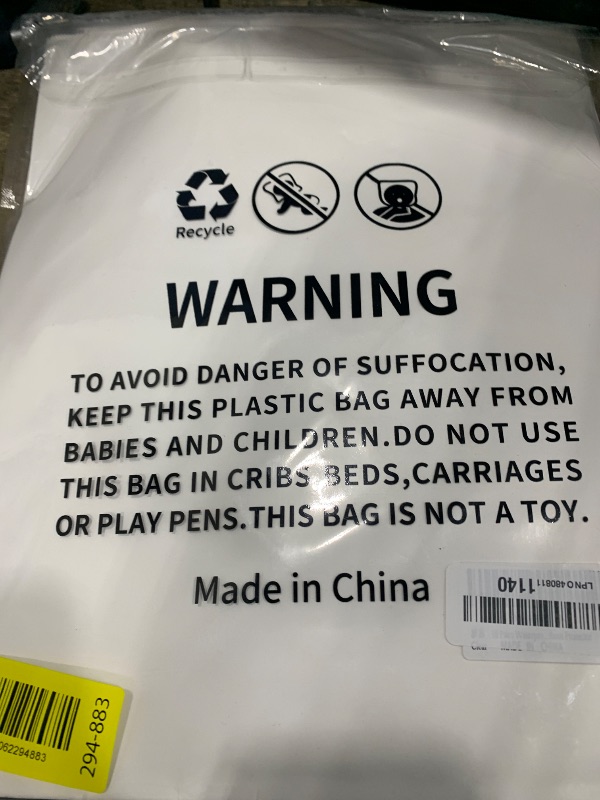 Recycle
WARNING
TO AVOID DANGER OF SUFFOCATION,
KEEP THIS PLASTIC BAG AWAY FROM
BABIES AND CHILDREN.DO NOT USE
THIS BAG IN CRIBS BEDS,CARRIAGES
OR PLAY PENS.THIS BAG IS NOT A TOY.
Made in China
LPNO4808111140
294-883
062294883